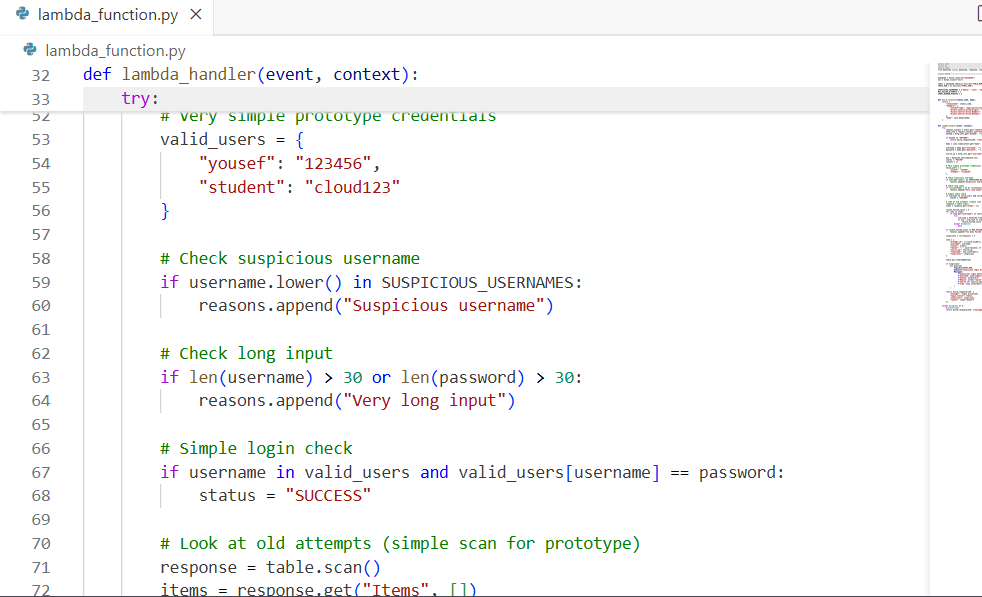 lambda_function.py ×
lambda_function.py
32 def lambda_handler(event, context):
33 try:
52 # Very simple prototype credentials
53 valid_users = {
54 "yousef": "123456",
55 "student": "cloud123"
56 }
57
58 # Check suspicious username
59 if username.lower() in SUSPICIOUS_USERNAMES:
60 reasons.append("Suspicious username")
61
62 # Check long input
63 if len(username) > 30 or len(password) > 30:
64 reasons.append("Very long input")
65
66 # Simple login check
67 if username in valid_users and valid_users[username] == password:
68 status = "SUCCESS"
69
70 # Look at old attempts (simple scan for prototype)
71 response = table.scan()
72 items = response.get("Items", [])